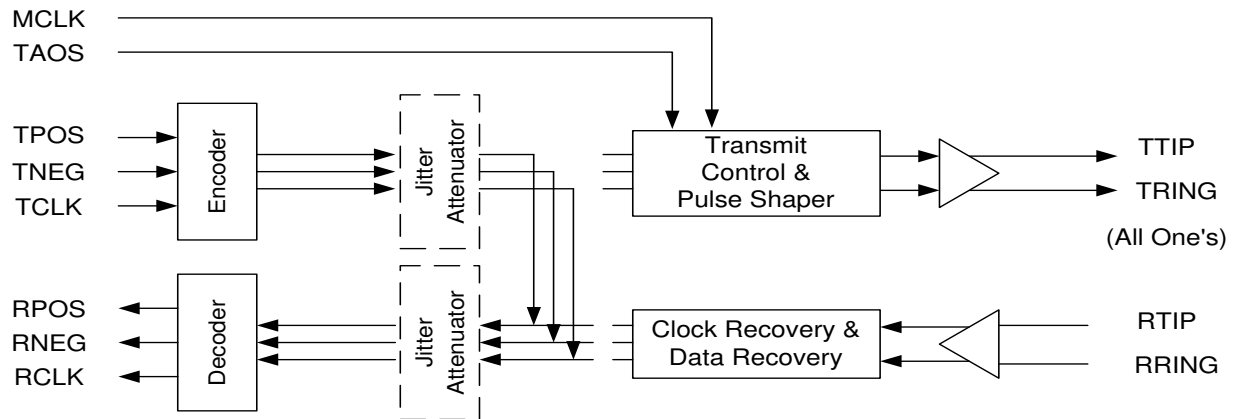 MCLK
TAOS
TPOS
TNEG
TCLK
Encoder
Jitter
Attenuator
Transmit
Control &
Pulse Shaper
TTIP
TRING
(All One's)
RPOS
RNEG
RCLK
Decoder
Jitter
Attenuator
Clock Recovery &
Data Recovery
RTIP
RRING